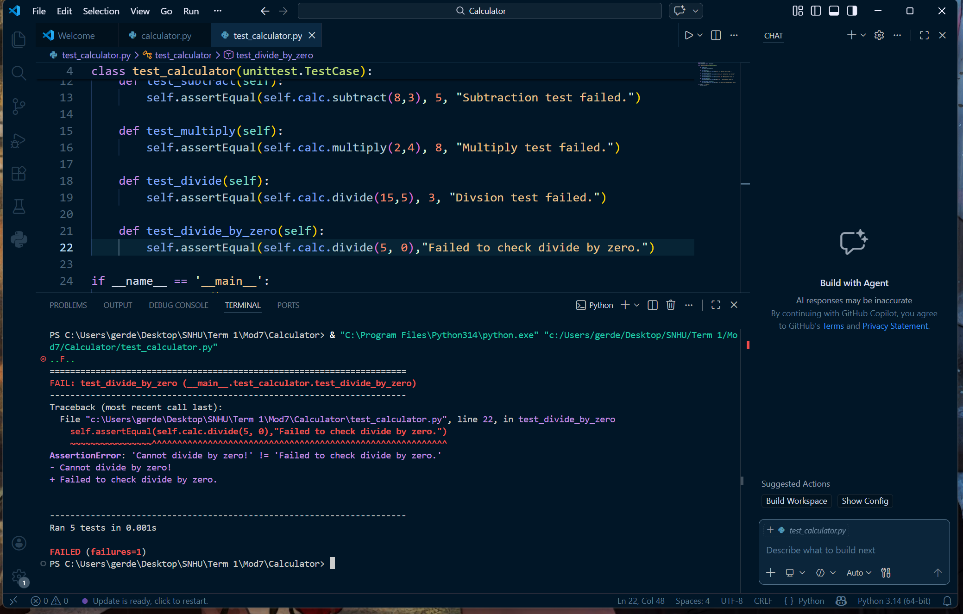 File Edit Selection View Go Run ··· Calculator
Welcome calculator.py test_calculator.py CHAT
test_calculator.py > test_calculator > test_divide_by_zero
4 class test_calculator(unittest.TestCase):
12 def test_subtract(self):
13 self.assertEqual(self.calc.subtract(8,3), 5, "Subtraction test failed.")
14
15 def test_multiply(self):
16 self.assertEqual(self.calc.multiply(2,4), 8, "Multiply test failed.")
17
18 def test_divide(self):
19 self.assertEqual(self.calc.divide(15,5), 3, "Divsion test failed.")
20
21 def test_divide_by_zero(self):
22 self.assertEqual(self.calc.divide(5, 0),"Failed to check divide by zero.")
23
24 if __name__ == '__main__':
PROBLEMS OUTPUT DEBUG CONSOLE TERMINAL PORTS Python
PS C:\Users\gerde\Desktop\SNHU\Term 1\Mod7\Calculator> & "C:\Program Files\Python314\python.exe" "c:/Users/gerde/Desktop/SNHU/Term 1/Mo
d7/Calculator/test_calculator.py"
..F..
======================================================================
FAIL: test_divide_by_zero (__main__.test_calculator.test_divide_by_zero)
----------------------------------------------------------------------
Traceback (most recent call last):
File "c:\Users\gerde\Desktop\SNHU\Term 1\Mod7\Calculator\test_calculator.py", line 22, in test_divide_by_zero
self.assertEqual(self.calc.divide(5, 0),"Failed to check divide by zero.")
~~~~~~~~~~~~~~~~^^^^^^^^^^^^^^^^^^^^^^^^^^^^^^^^^^^^^^^^^^^^^^^^^^^^^^^^^^
AssertionError: 'Cannot divide by zero!' != 'Failed to check divide by zero.'
- Cannot divide by zero!
+ Failed to check divide by zero.
----------------------------------------------------------------------
Ran 5 tests in 0.001s
FAILED (failures=1)
PS C:\Users\gerde\Desktop\SNHU\Term 1\Mod7\Calculator>
Build with Agent
AI responses may be inaccurate
By continuing with GitHub Copilot, you agree
to GitHub's Terms and Privacy Statement.
Suggested Actions
Build Workspace Show Config
test_calculator.py
Describe what to build next
Auto
1
0 0 Update is ready, click to restart. Ln 22, Col 48 Spaces: 4 UTF-8 CRLF {} Python Python 3.14 (64-bit)